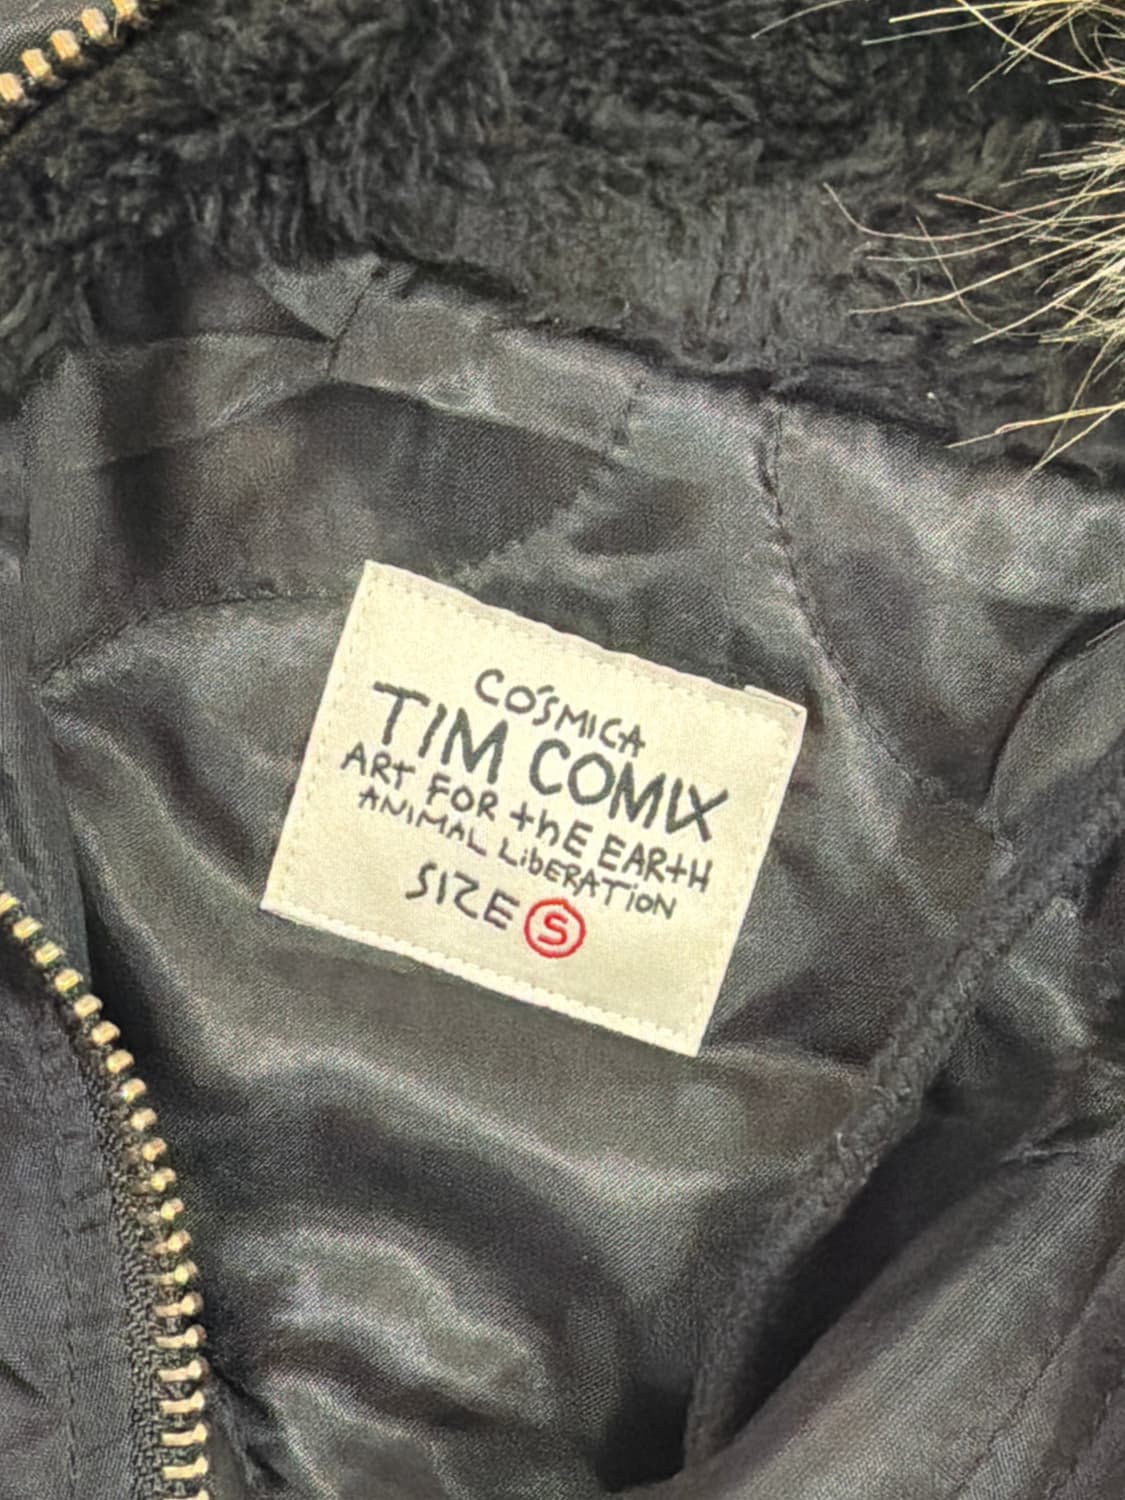 COSMICA
TIM COMIX
ARt FOR thE EARtH
ANIMAL LibERATiON
SIZE S